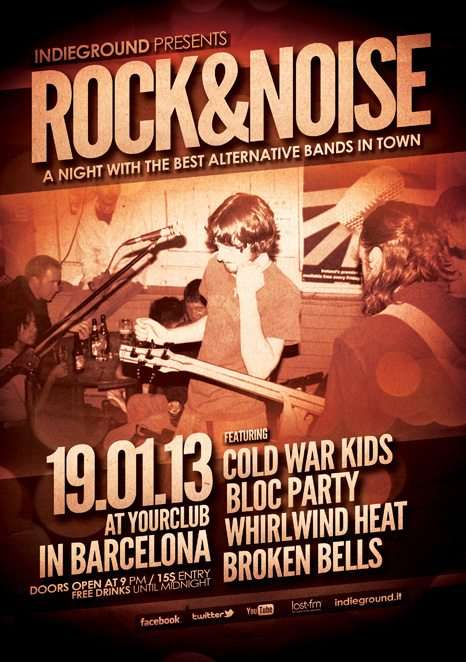 INDIEGROUND PRESENTS
ROCK&NOISE
A NIGHT WITH THE BEST ALTERNATIVE BANDS IN TOWN
19.01.13
AT YOURCLUB
IN BARCELONA
DOORS OPEN AT 9 PM / 15$ ENTRY
FREE DRINKS UNTIL MIDNIGHT
FEATURING
COLD WAR KIDS
BLOC PARTY
WHIRLWIND HEAT
BROKEN BELLS
facebook twitter YouTube lost·fm indieground.it